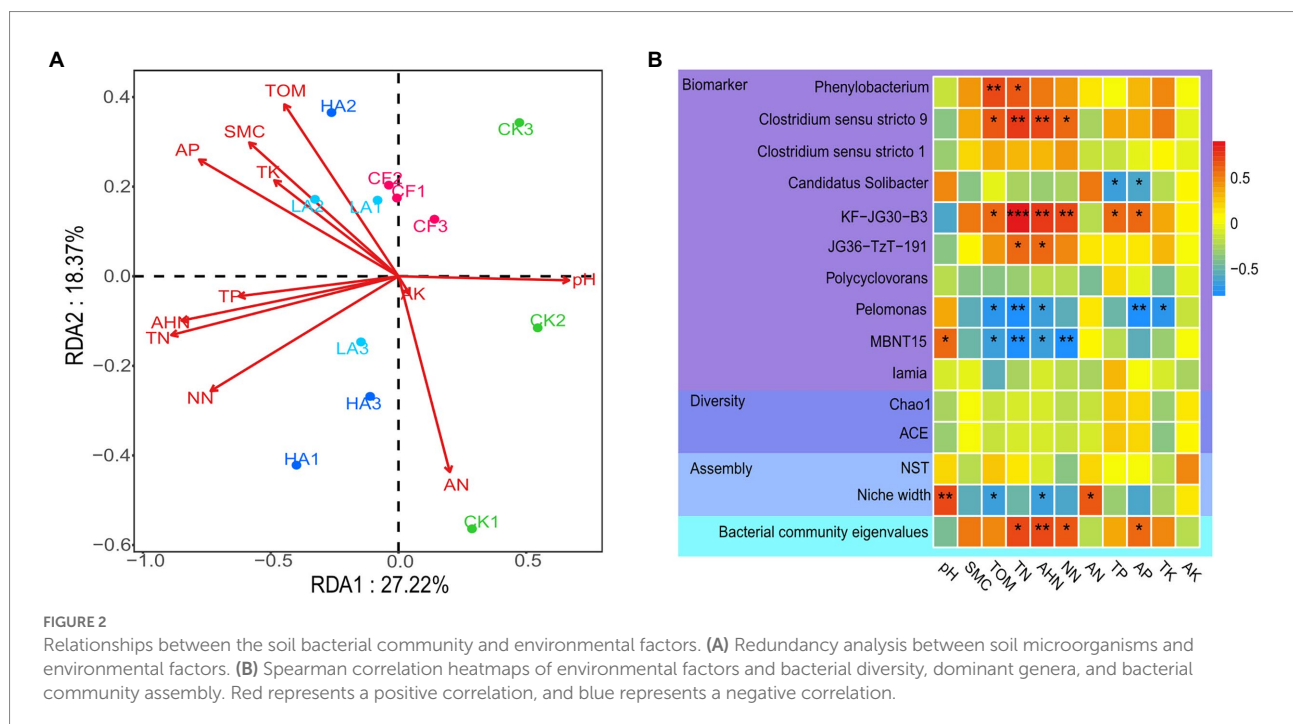 A
RDA2 : 18.37%
0.4
0.2
0.0
−0.2
−0.4
−0.6
TOM
HA2
CK3
SMC
AP
TK
CF2
CF1
LA2
LA1
CF3
pH
AK
TP
AHN
TN
CK2
LA3
NN
HA3
HA1
AN
CK1
−1.0
−0.5
0.0
0.5
RDA1 : 27.22%
B
Biomarker
Phenylobacterium ** *
Clostridium sensu stricto 9 * ** ** *
Clostridium sensu stricto 1
Candidatus Solibacter * *
KF−JG30−B3 * *** ** ** * *
JG36−TzT−191 * *
Polycyclovorans
Pelomonas * ** * ** *
MBNT15 * * ** * **
Iamia
Diversity
Chao1
ACE
Assembly
NST
Niche width ** * * *
Bacterial community eigenvalues * ** * *
pH SMC TOM TN AHN NN AN TP AP TK AK
0.5
0
−0.5
FIGURE 2
Relationships between the soil bacterial community and environmental factors. (A) Redundancy analysis between soil microorganisms and
environmental factors. (B) Spearman correlation heatmaps of environmental factors and bacterial diversity, dominant genera, and bacterial
community assembly. Red represents a positive correlation, and blue represents a negative correlation.